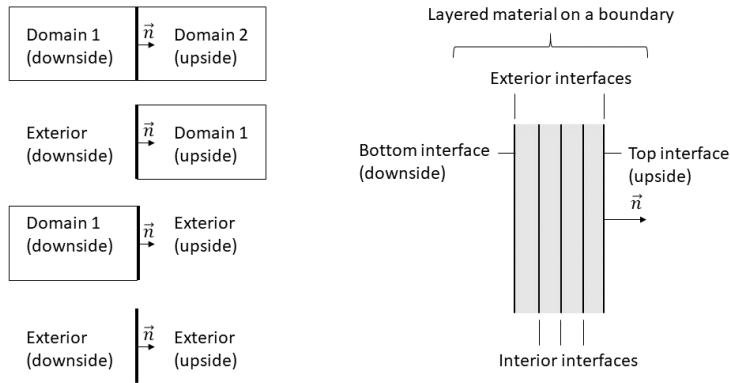 Domain 1
(downside)
n⃗
Domain 2
(upside)
Exterior
(downside)
n⃗
Domain 1
(upside)
Domain 1
(downside)
n⃗
Exterior
(upside)
Exterior
(downside)
n⃗
Exterior
(upside)
Layered material on a boundary
Exterior interfaces
Bottom interface
(downside)
Top interface
(upside)
n⃗
Interior interfaces